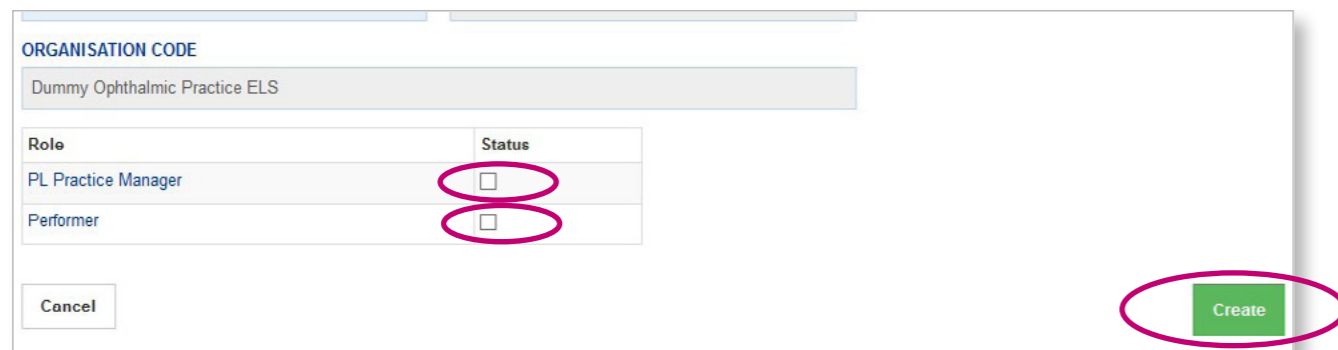 ORGANISATION CODE
Dummy Ophthalmic Practice ELS
Role Status
PL Practice Manager
Performer
Cancel Create